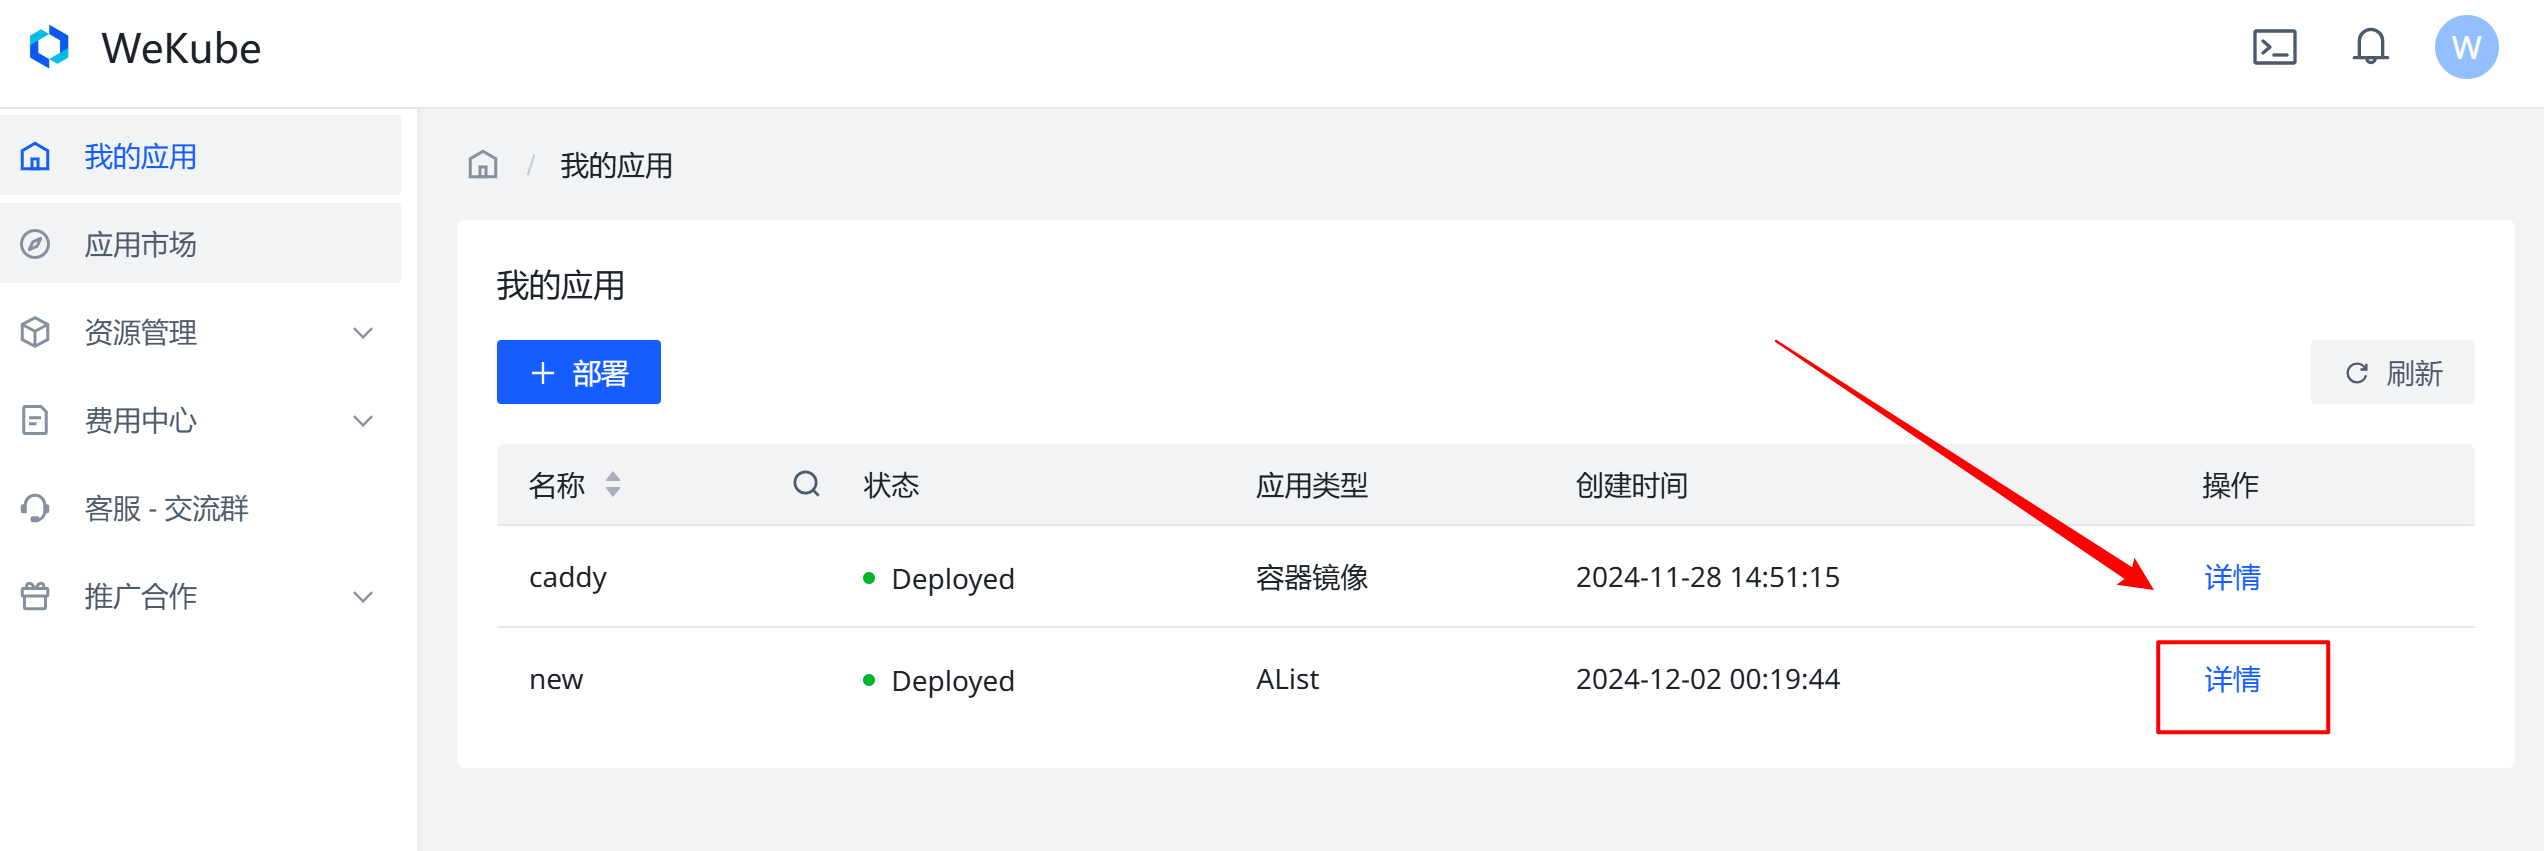 WeKube
W
我的应用
应用市场
资源管理
费用中心
客服 - 交流群
推广合作
/ 我的应用
我的应用
部署
刷新
名称 状态 应用类型 创建时间 操作
caddy Deployed 容器镜像 2024-11-28 14:51:15 详情
new Deployed AList 2024-12-02 00:19:44 详情